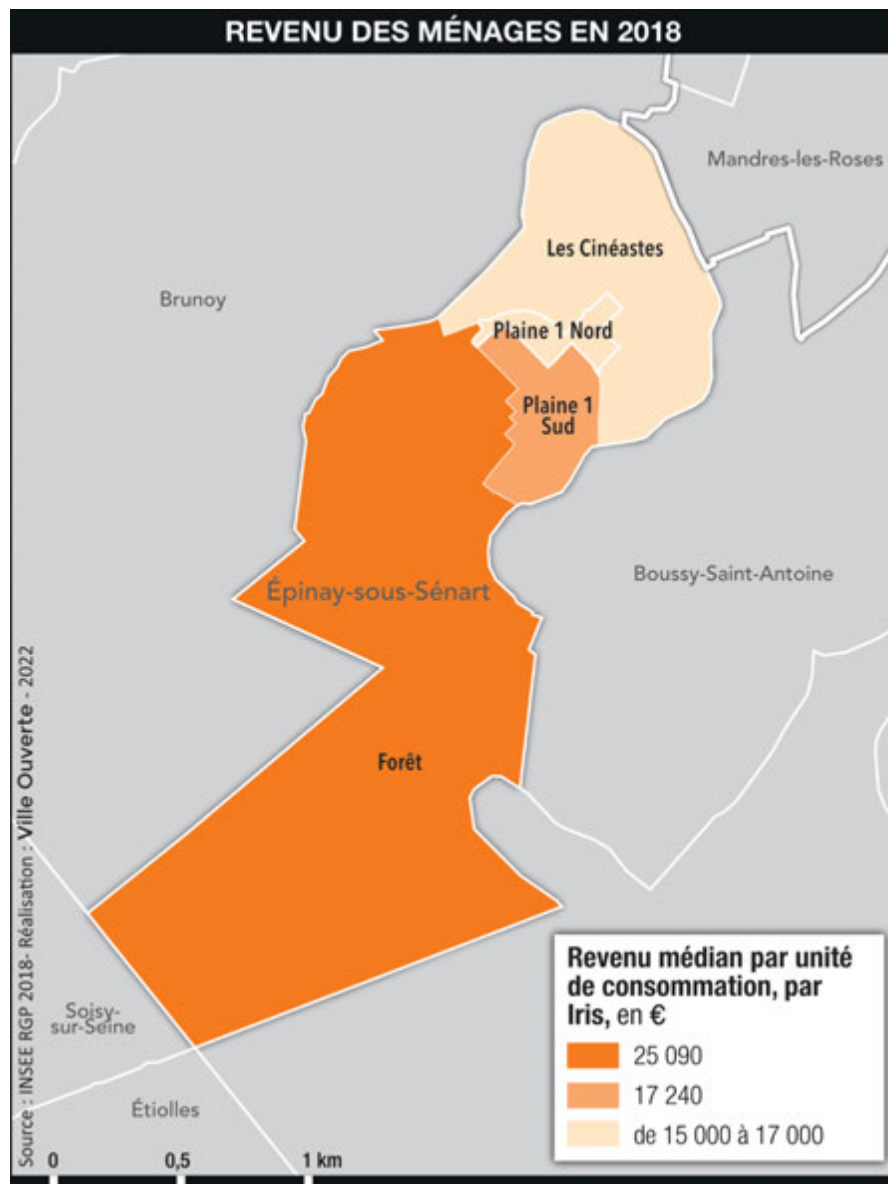 REVENU DES MÉNAGES EN 2018
Mandres-les-Roses
Les Cinéastes
Brunoy
Plaine 1 Nord
Plaine 1
Sud
Boussy-Saint-Antoine
Épinay-sous-Sénart
Forêt
Revenu médian par unité
de consommation, par
Iris, en €
25 090
17 240
de 15 000 à 17 000
Soisy-
sur-Seine
Étiolles
0 0,5 1 km
Source : INSEE RGP 2018- Réalisation : Ville Ouverte - 2022